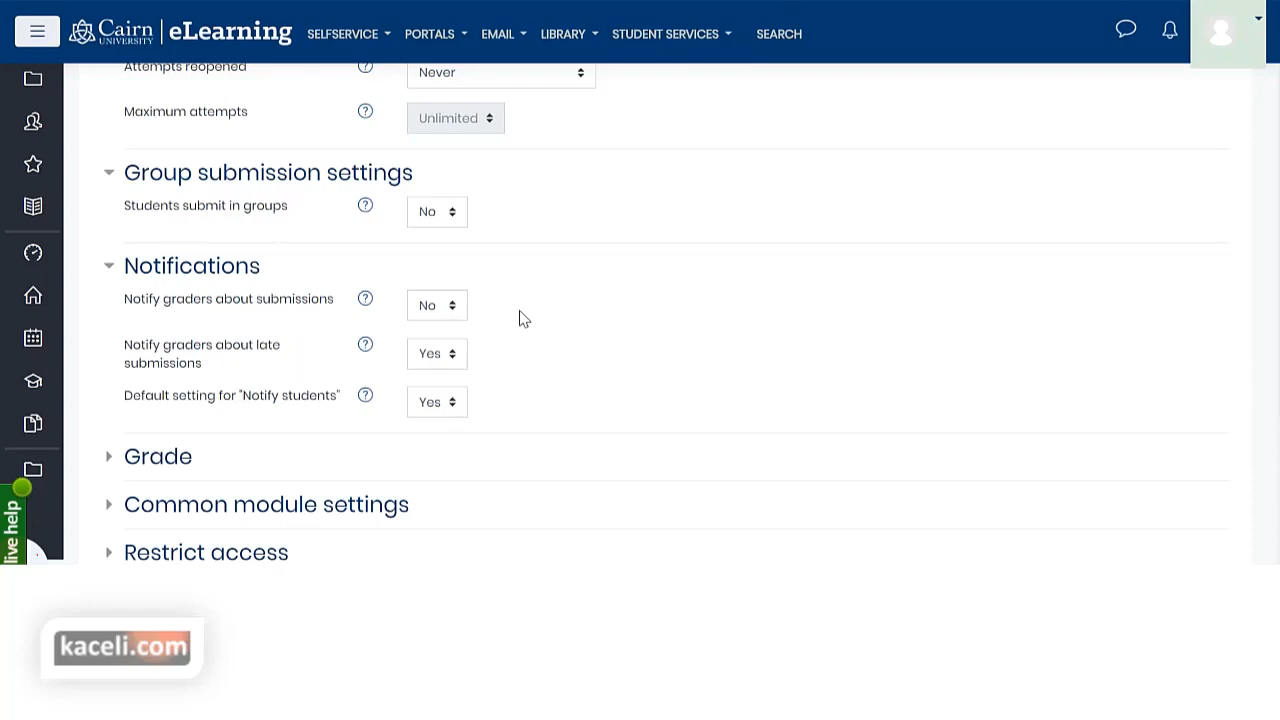 Cairn UNIVERSITY eLearning SELFSERVICE PORTALS EMAIL LIBRARY STUDENT SERVICES SEARCH
Attempts reopened Never
Maximum attempts Unlimited
Group submission settings
Students submit in groups No
Notifications
Notify graders about submissions No
Notify graders about late submissions Yes
Default setting for "Notify students" Yes
Grade
Common module settings
Restrict access
live help
kaceli.com